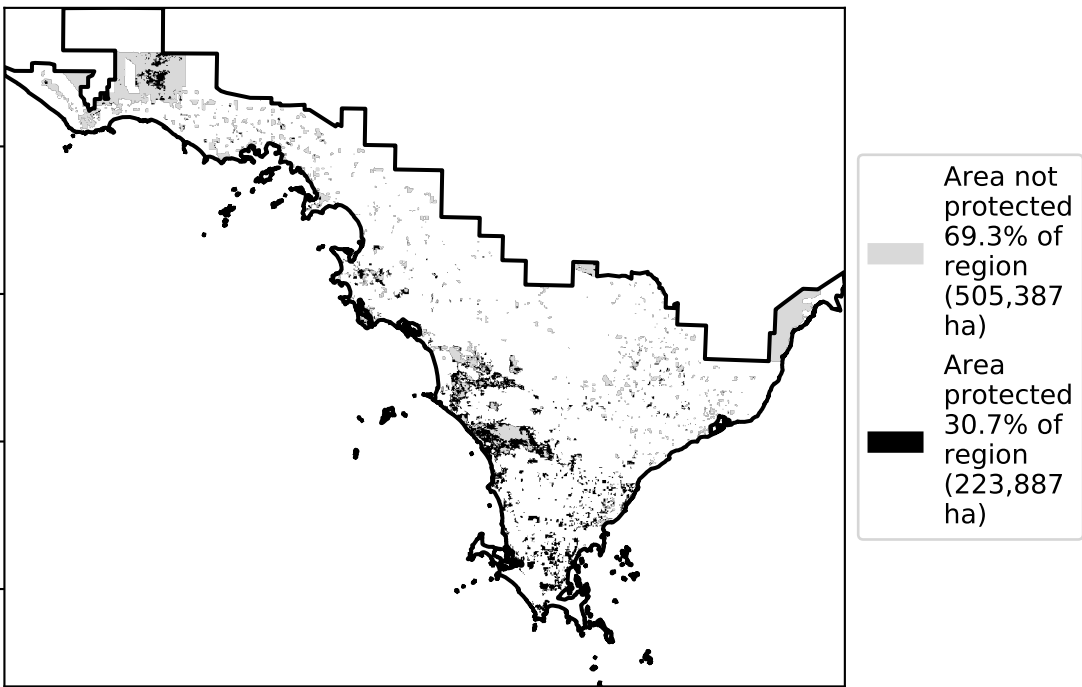 Area not
protected
69.3% of
region
(505,387
ha)
Area
protected
30.7% of
region
(223,887
ha)